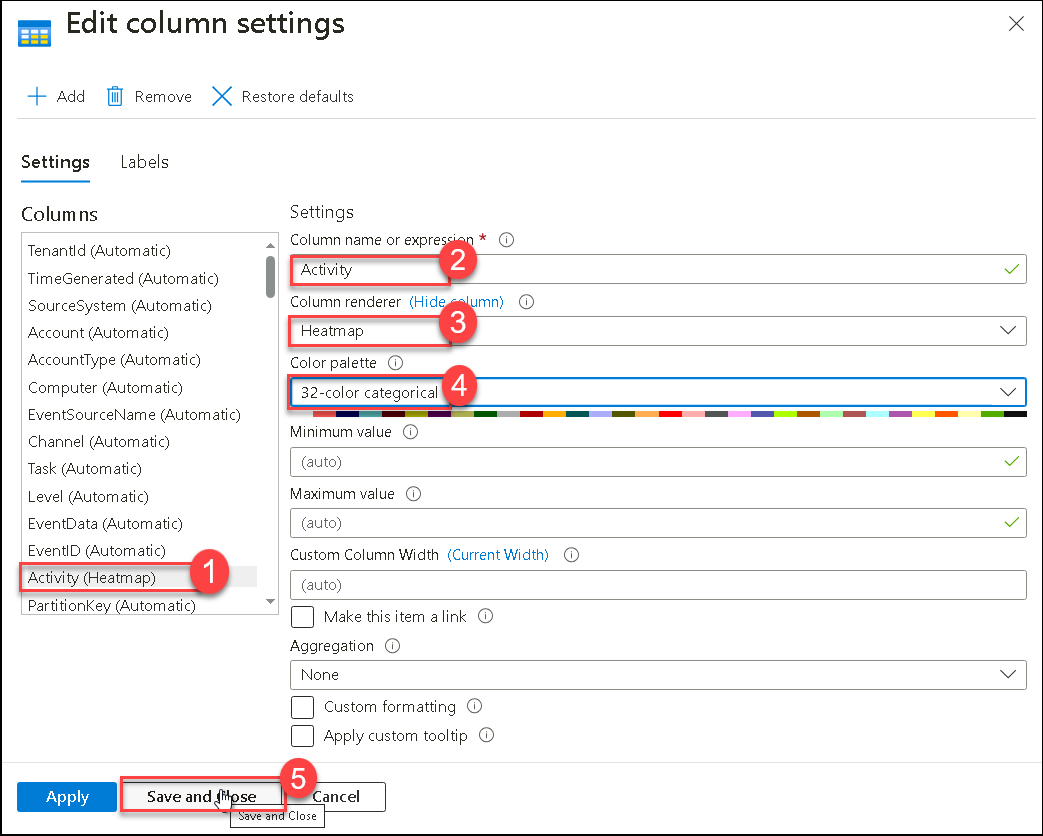 Edit column settings
Add Remove Restore defaults
Settings Labels
Columns
TenantId (Automatic)
TimeGenerated (Automatic)
SourceSystem (Automatic)
Account (Automatic)
AccountType (Automatic)
Computer (Automatic)
EventSourceName (Automatic)
Channel (Automatic)
Task (Automatic)
Level (Automatic)
EventData (Automatic)
EventID (Automatic)
Activity (Heatmap) 1
PartitionKey (Automatic)
Settings
Column name or expression *
Activity 2
Column renderer (Hide column)
Heatmap 3
Color palette
32-color categorical 4
Minimum value
(auto)
Maximum value
(auto)
Custom Column Width (Current Width)
(auto)
Make this item a link
Aggregation
None
Custom formatting
Apply custom tooltip
Apply Save and Close 5 Cancel
Save and Close